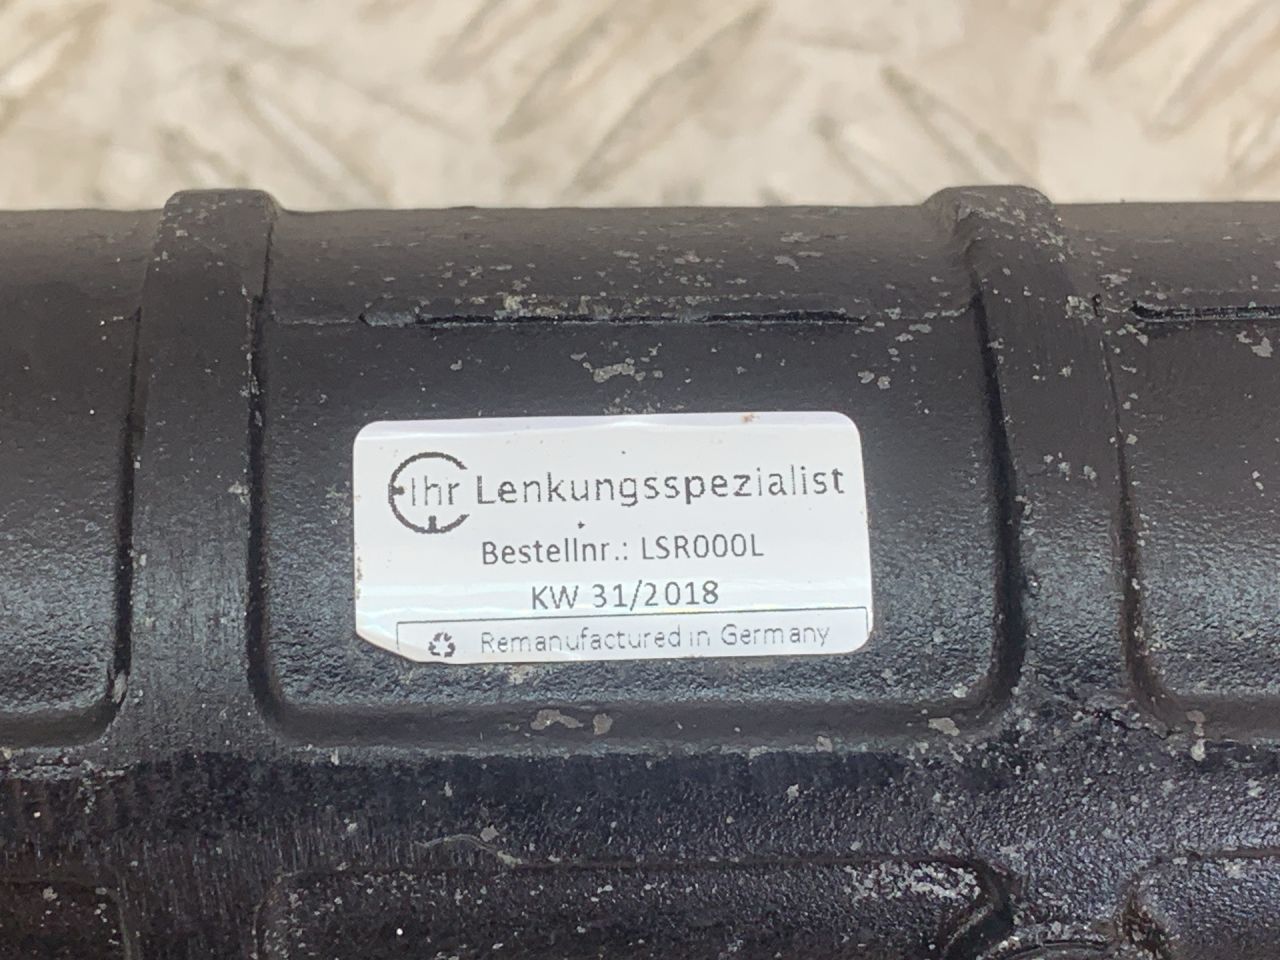 Ihr Lenkungsspezialist
Bestellnr.: LSR000L
KW 31/2018
Remanufactured in Germany